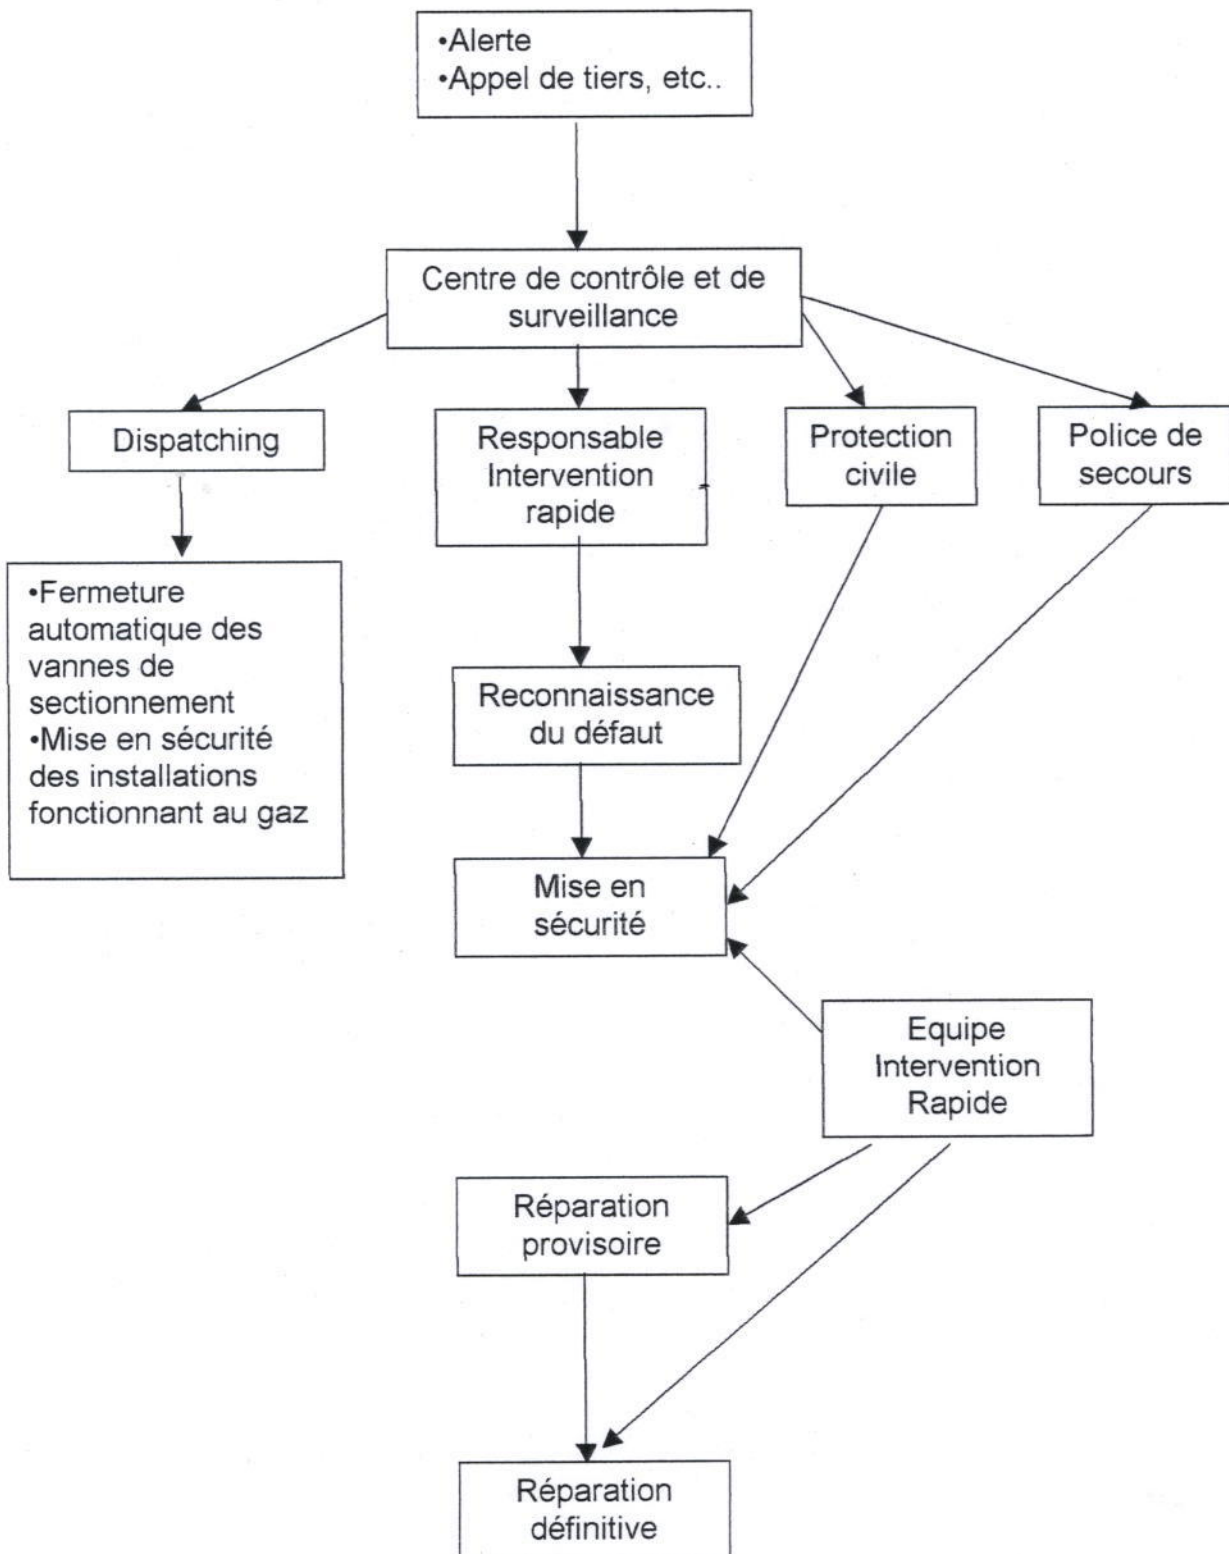 •Alerte
•Appel de tiers, etc..
Centre de contrôle et de
surveillance
Dispatching
Responsable
Intervention
rapide
Protection
civile
Police de
secours
•Fermeture
automatique des
vannes de
sectionnement
•Mise en sécurité
des installations
fonctionnant au gaz
Reconnaissance
du défaut
Mise en
sécurité
Equipe
Intervention
Rapide
Réparation
provisoire
Réparation
définitive